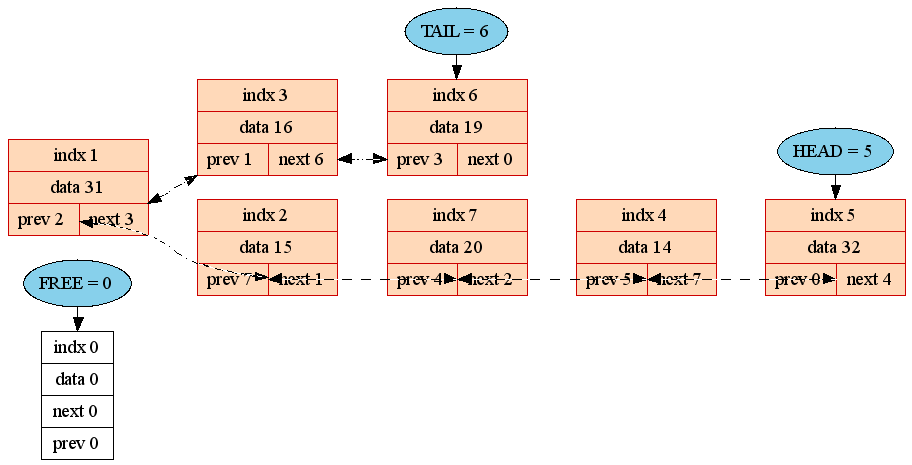 TAIL = 6
indx 3
data 16
prev 1 next 6
indx 6
data 19
prev 3 next 0
HEAD = 5
indx 1
data 31
prev 2 next 3
indx 2
data 15
prev 7 next 1
indx 7
data 20
prev 4 next 2
indx 4
data 14
prev 5 next 7
indx 5
data 32
prev 0 next 4
FREE = 0
indx 0
data 0
next 0
prev 0